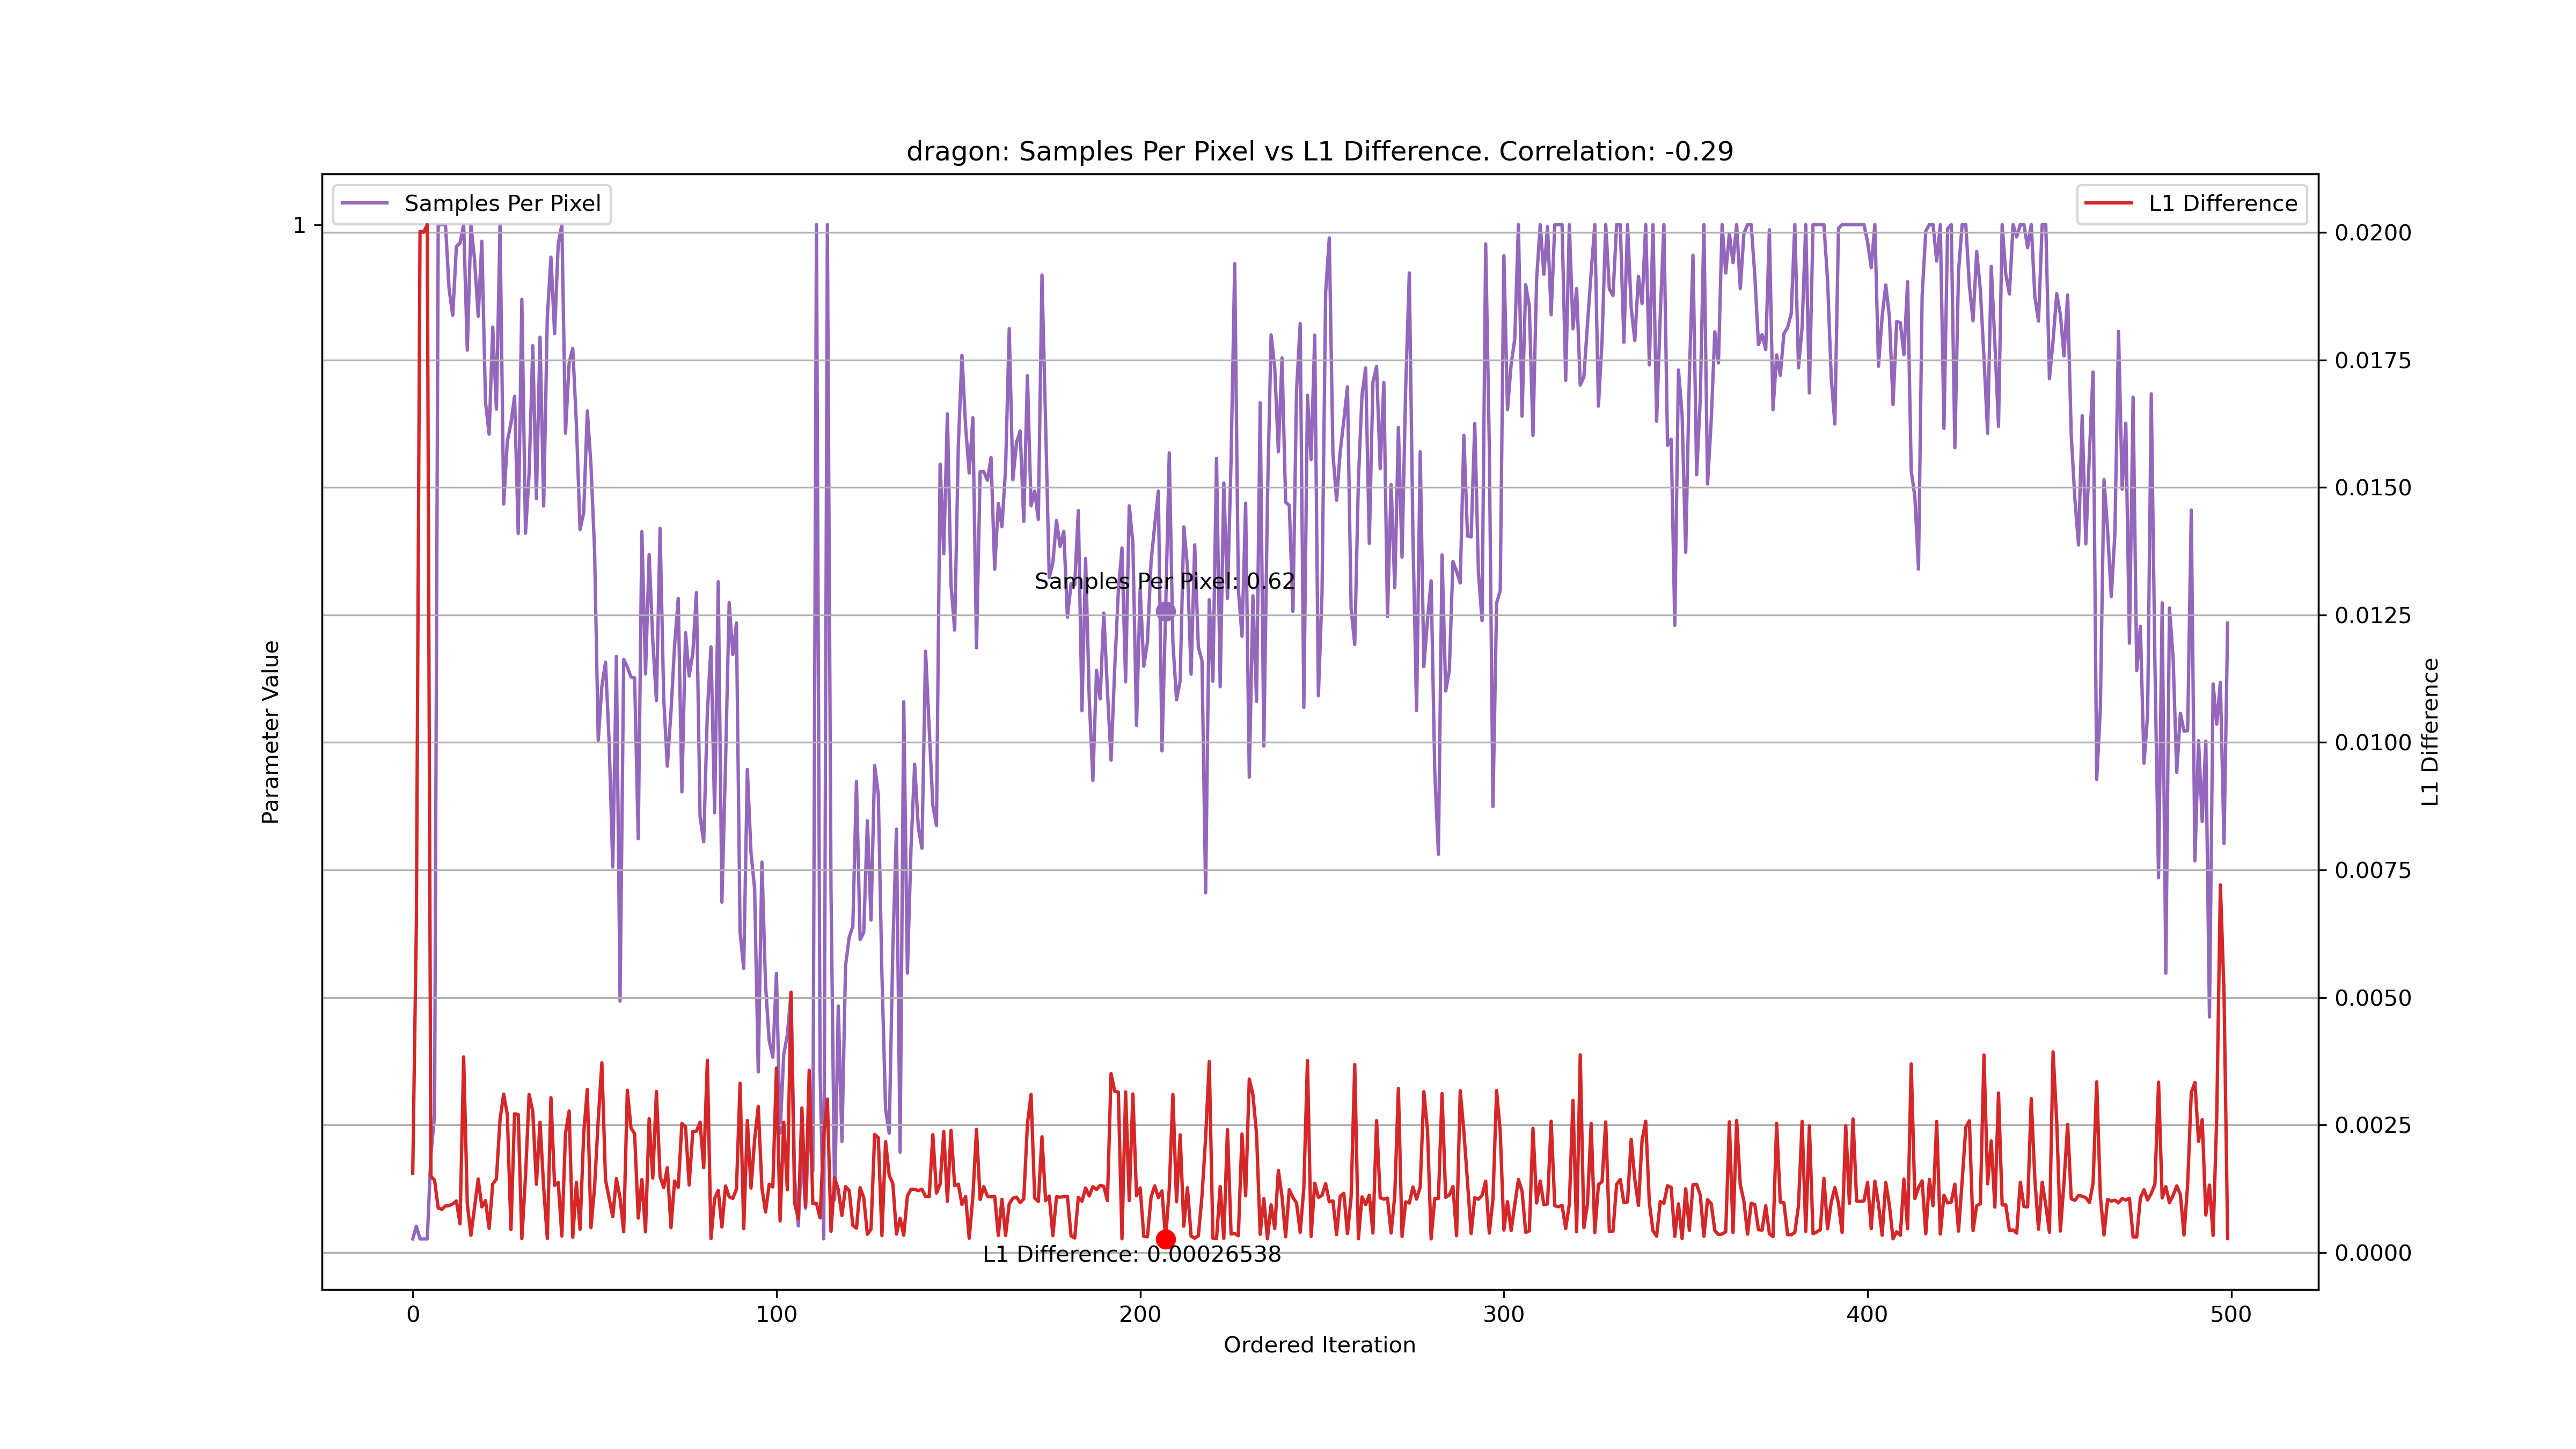 dragon: Samples Per Pixel vs L1 Difference. Correlation: -0.29
Samples Per Pixel
L1 Difference
1
Parameter Value
0.0200
0.0175
0.0150
0.0125
0.0100
0.0075
0.0050
0.0025
0.0000
L1 Difference
Samples Per Pixel: 0.62
L1 Difference: 0.00026538
0 100 200 300 400 500
Ordered Iteration